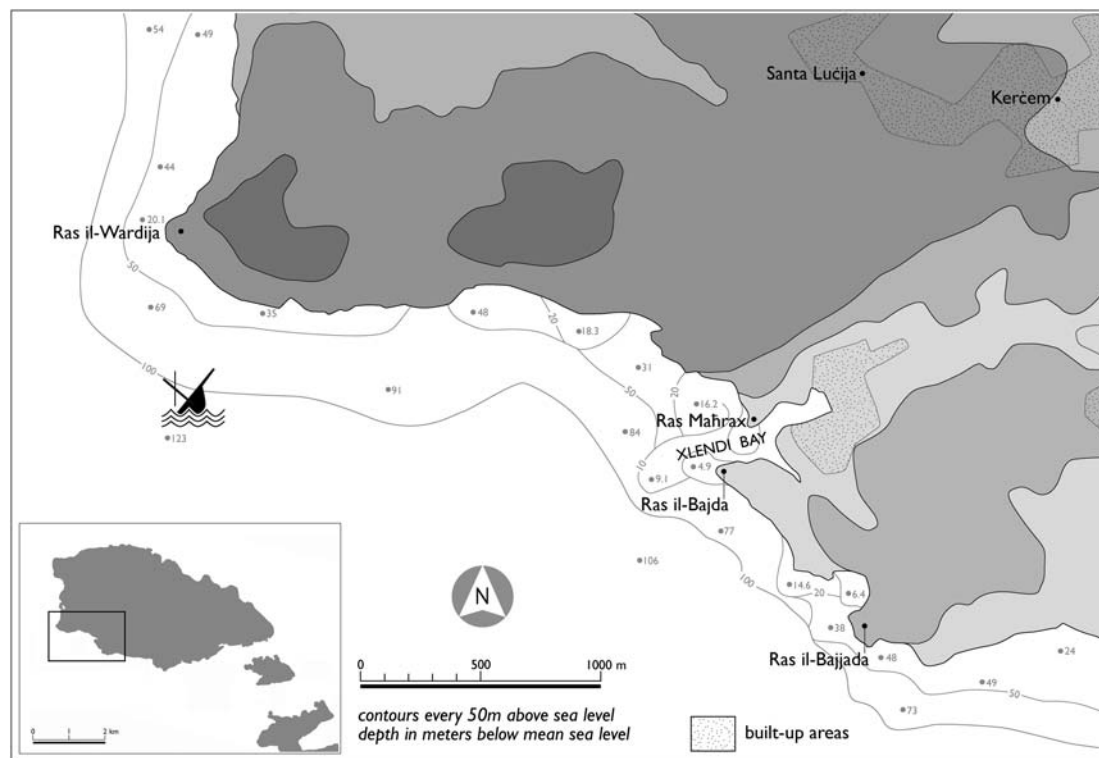 54
49
Santa Luċija
Kerċem
44
20.1
Ras il-Wardija
50
69
35
48
20
18.3
31
100
50
20
91
16.2
Ras Maħrax
84
XLENDI BAY
123
10
4.9
9.1
Ras il-Bajda
77
106
100
14.6
20
6.4
N
38
Ras il-Bajjada
48
24
0 500 1000 m
49
50
73
contours every 50m above sea level
depth in meters below mean sea level
built-up areas
0 1 2 km